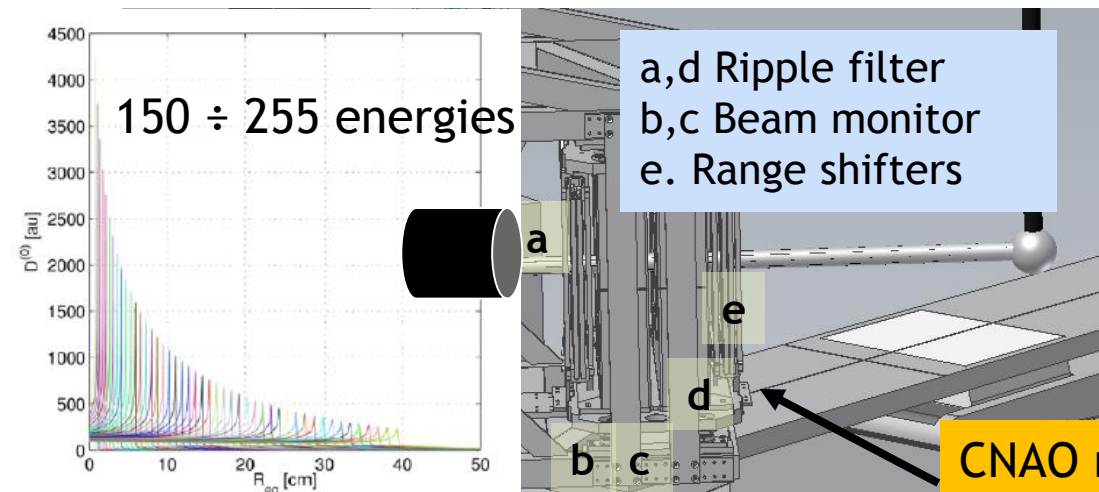 4500
4000
3500
3000
2500
2000
1500
1000
500
0
D(0) [au]
0 10 20 30 40 50
R_eq [cm]
150 ÷ 255 energies
a,d Ripple filter
b,c Beam monitor
e. Range shifters
a
e
d
b c
CNAO